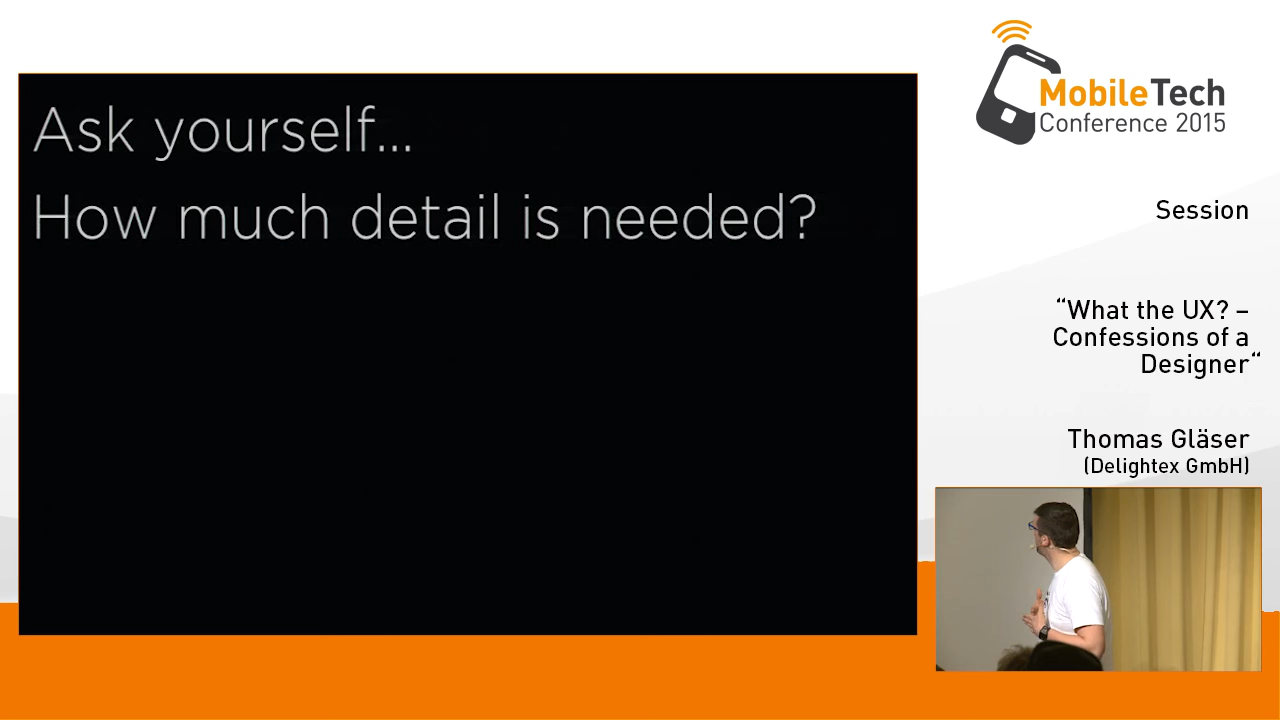 Ask yourself...
How much detail is needed?
MobileTech
Conference 2015
Session
“What the UX? –
Confessions of a
Designer“
Thomas Gläser
(Delightex GmbH)